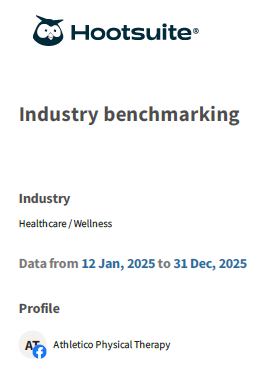 Hootsuite®
Industry benchmarking
Industry
Healthcare / Wellness
Data from 12 Jan, 2025 to 31 Dec, 2025
Profile
AT Athletico Physical Therapy